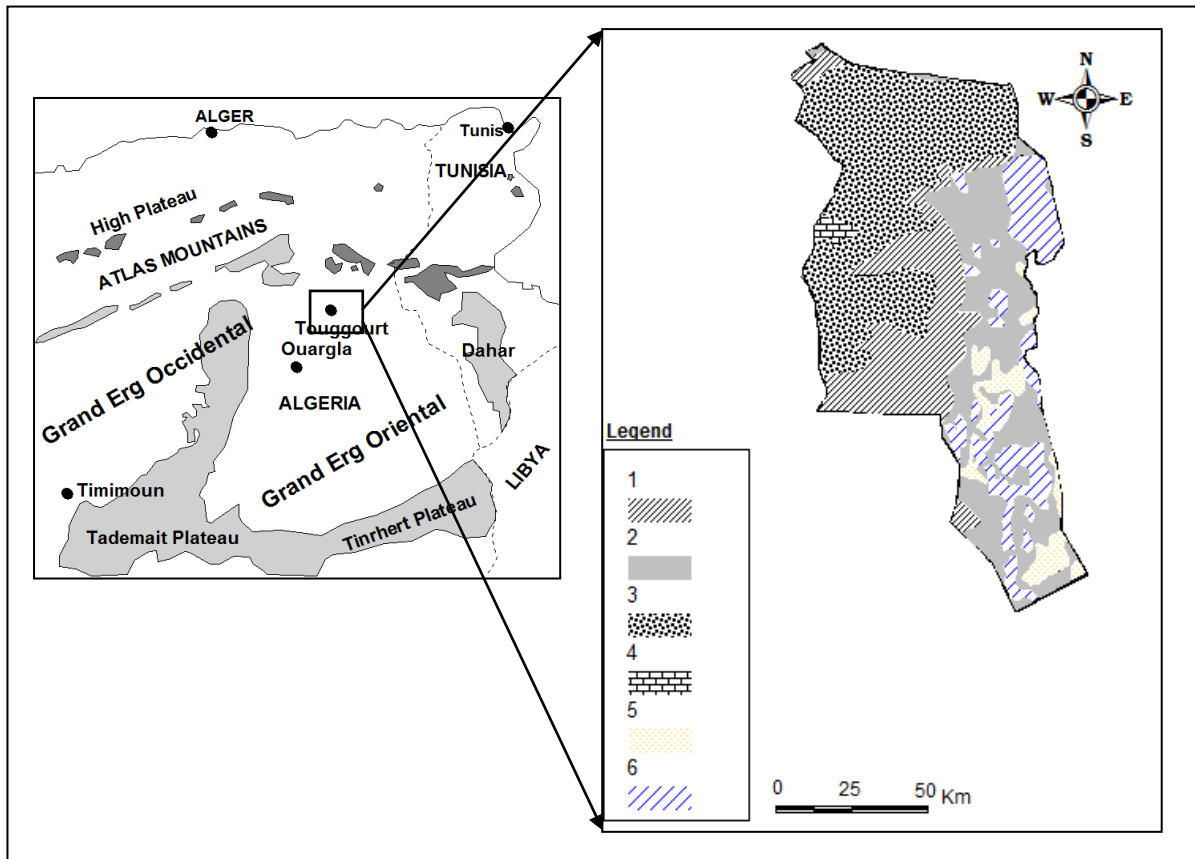 ALGER
Tunis
TUNISIA
High Plateau
ATLAS MOUNTAINS
Touggourt
Ouargla
Dahar
Grand Erg Occidental
ALGERIA
Grand Erg Oriental
LIBYA
Timimoun
Tademait Plateau
Tinrhert Plateau
N
W E
S
Legend
1
2
3
4
5
6
0 25 50 Km